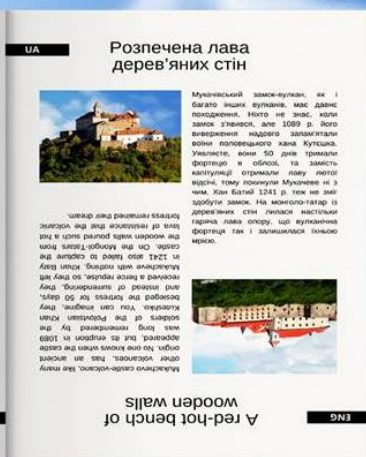 UA
Розпечена лава
дерев’яних стін
Мукачівський замок-вулкан, як і
багато інших вулканів, має давнє
походження. Ніхто не знає, коли
замок з’явився, але 1089 р. його
виверження надовго запам’ятали
воїни половецького хана Кутєшка.
Уявляєте, вони 50 днів тримали
фортецю в облозі, та замість
капітуляції отримали лаву лютої
відсічі, тому покинули Мукачеве ні з
чим. Хан Батий 1241 р. теж не зміг
здобути замок. На монголо-татар із
дерев’яних стін лилася настільки
гаряча лава опору, що вулканічна
фортеця так і залишилася їхньою
мрією.
ENG
A red-hot bench of
wooden walls
Mukachevo castle-volcano, like many
other volcanoes, has an ancient
origin. No one knows when the castle
appeared, but its eruption in 1089
was long remembered by the
soldiers of the Polovtsian Khan
Kuteshko. You can imagine, they
besieged the fortress for 50 days,
and instead of surrendering, they
received a fierce repulse, so they left
Mukacheve with nothing. Khan Baty
in 1241 also failed to capture the
castle. On the Mongol-Tatars from
the wooden walls poured such a hot
lava of resistance that the volcanic
fortress remained their dream.